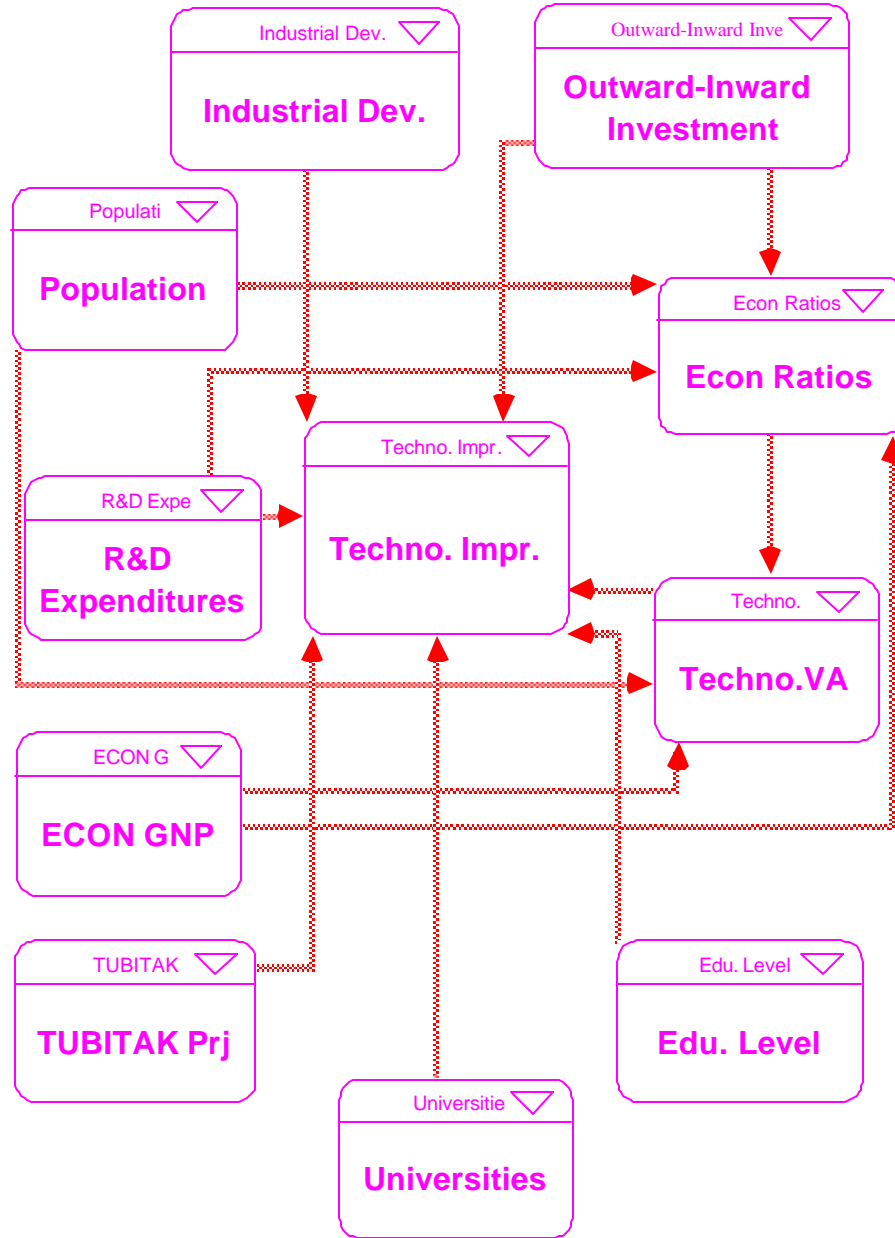 Industrial Dev.
Industrial Dev.
Outward-Inward Inve
Outward-Inward
Investment
Populati
Population
Econ Ratios
Econ Ratios
Techno. Impr.
Techno. Impr.
R&D Expe
R&D
Expenditures
Techno.
Techno.VA
ECON G
ECON GNP
TUBITAK
TUBITAK Prj
Edu. Level
Edu. Level
Universitie
Universities